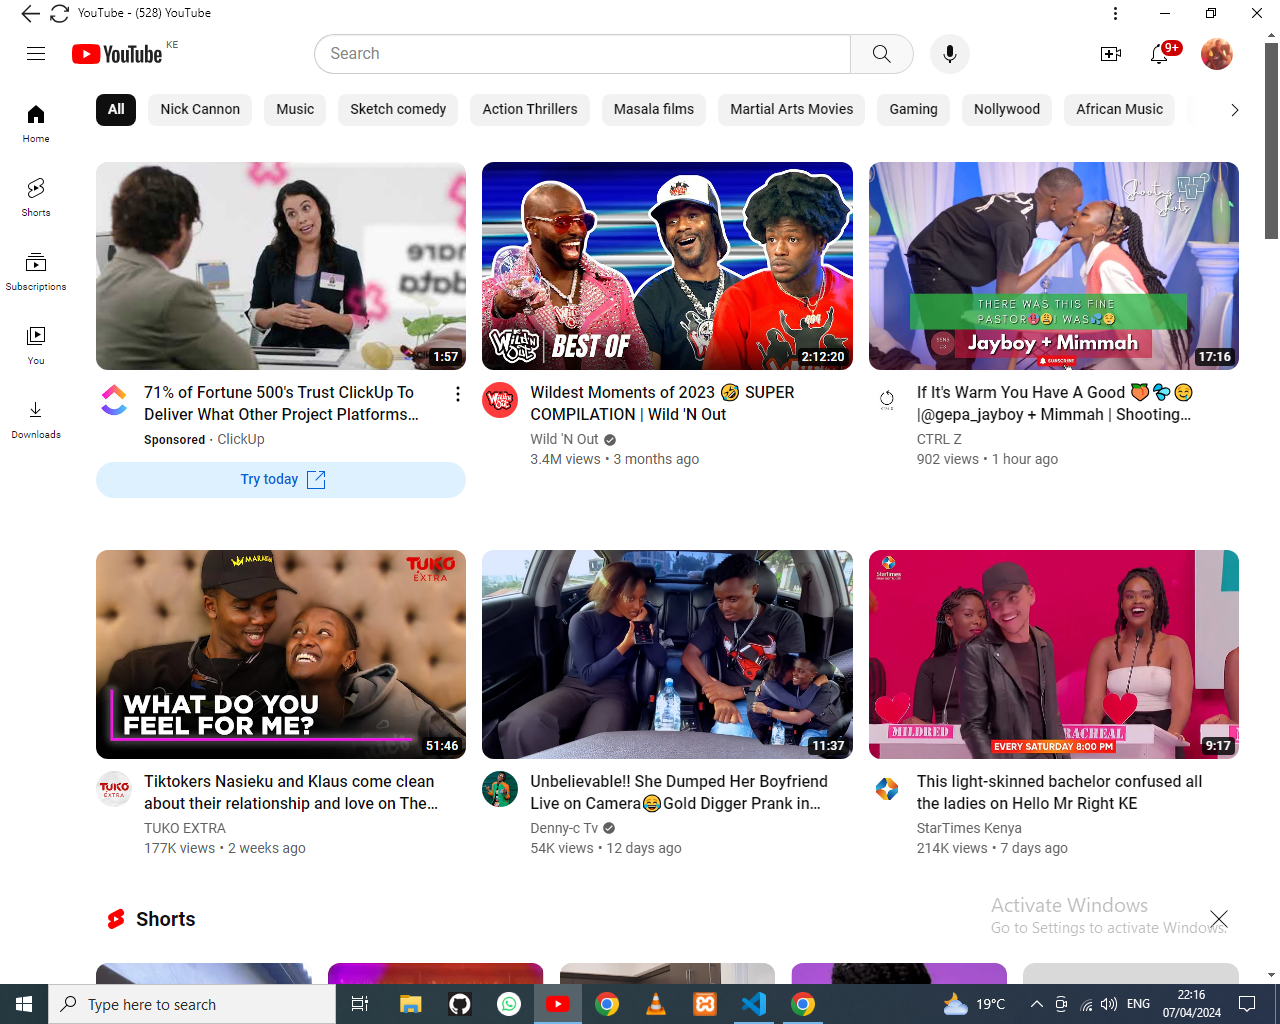 YouTube - (528) YouTube
YouTube KE
Search
9+
All
Nick Cannon
Music
Sketch comedy
Action Thrillers
Masala films
Martial Arts Movies
Gaming
Nollywood
African Music
Home
Shorts
Subscriptions
You
Downloads
1:57
71% of Fortune 500's Trust ClickUp To
Deliver What Other Project Platforms...
Sponsored · ClickUp
Try today
WILD'N OUT
BEST OF
2:12:20
Wildest Moments of 2023 🤣 SUPER
COMPILATION | Wild 'N Out
Wild 'N Out
3.4M views • 3 months ago
Shooting Shots
THERE WAS THIS FINE
PASTOR🥵😩I WAS💦😌
Jayboy + Mimmah
SUBSCRIBE
17:16
If It's Warm You Have A Good 🍑💦🤤
|@gepa_jayboy + Mimmah | Shooting...
CTRL Z
902 views • 1 hour ago
TUKO
EXTRA
WHAT DO YOU
FEEL FOR ME?
51:46
TUKO
EXTRA
Tiktokers Nasieku and Klaus come clean
about their relationship and love on The...
TUKO EXTRA
177K views • 2 weeks ago
11:37
Unbelievable!! She Dumped Her Boyfriend
Live on Camera😂Gold Digger Prank in...
Denny-c Tv
54K views • 12 days ago
StarTimes
MILDRED
RACHEAL
EVERY SATURDAY 8:00 PM
9:17
This light-skinned bachelor confused all
the ladies on Hello Mr Right KE
StarTimes Kenya
214K views • 7 days ago
Shorts
Activate Windows
Go to Settings to activate Windows.
Type here to search
19°C
ENG
22:16
07/04/2024